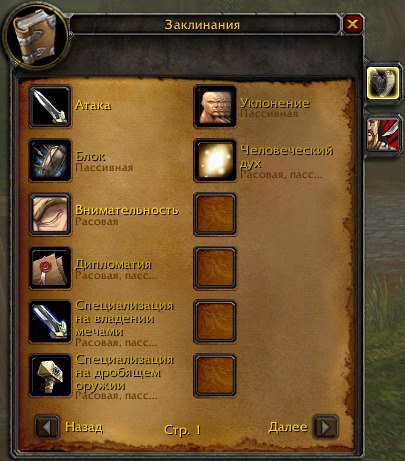 Заклинания
Атака
Уклонение
Пассивная
Блок
Пассивная
Человеческий
дух
Расовая, пасс...
Внимательность
Расовая
Дипломатия
Расовая, пасс...
Специализация
на владении
мечами
Расовая, пасс...
Специализация
на дробящем
оружии
Расовая, пасс...
Назад
Стр. 1
Далее